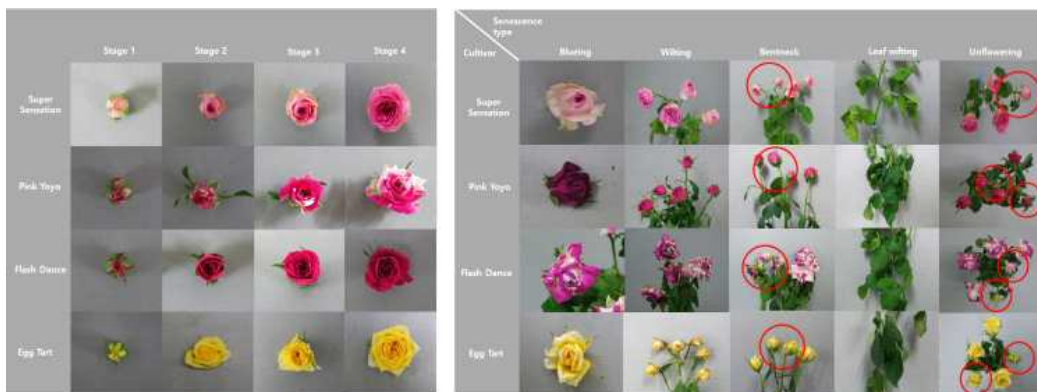 Stage 1 Stage 2 Stage 3 Stage 4
Super
Sensation
Pink Yoyo
Flash Dance
Egg Tart
Senescence
type
Cultivar Bluing Wilting Bentneck Leaf wilting Unflowering
Super
Sensation
Pink Yoyo
Flash Dance
Egg Tart